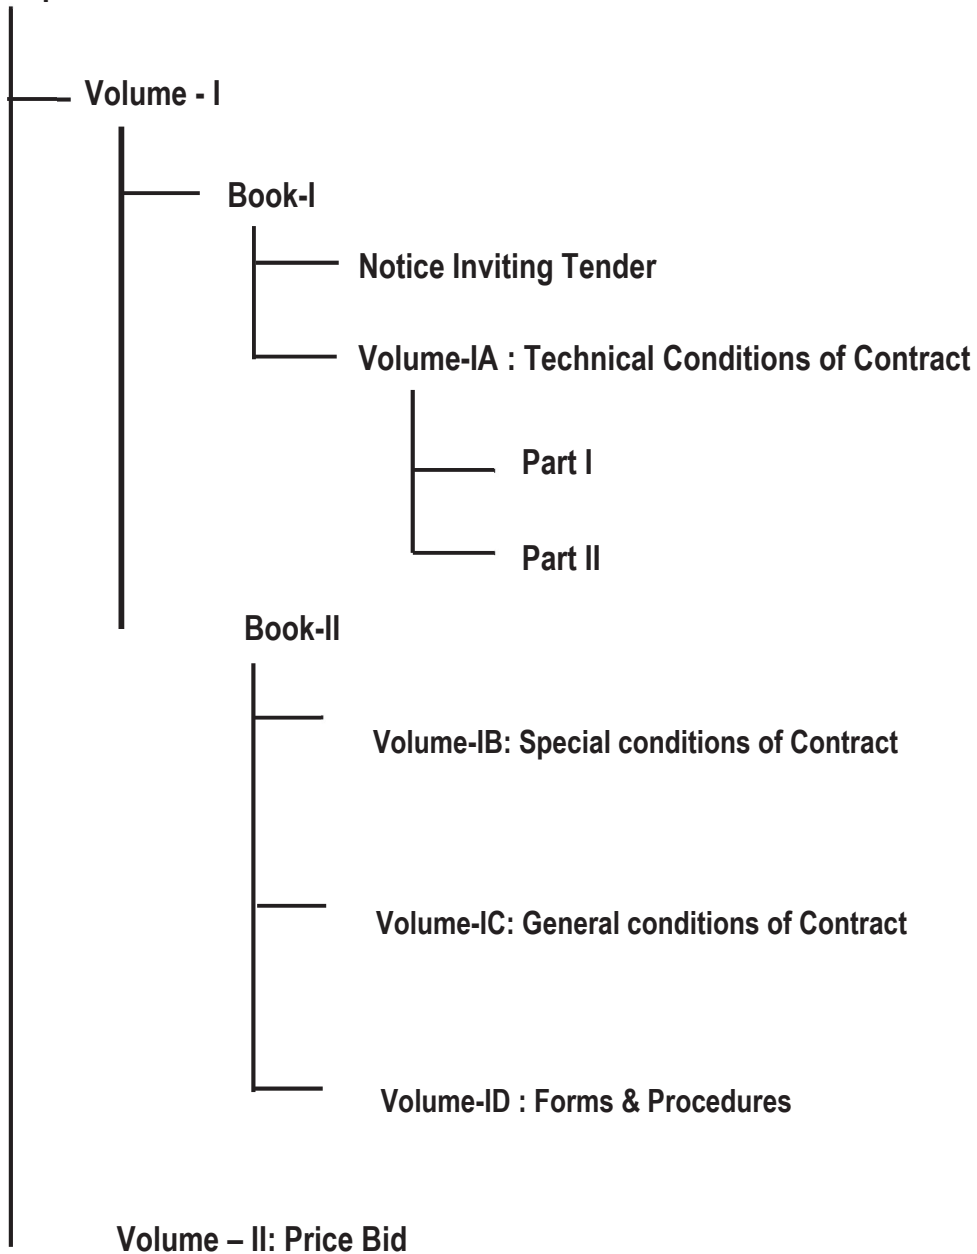 Volume - I
Book-I
Notice Inviting Tender
Volume-IA : Technical Conditions of Contract
Part I
Part II
Book-II
Volume-IB: Special conditions of Contract
Volume-IC: General conditions of Contract
Volume-ID : Forms & Procedures
Volume – II: Price Bid